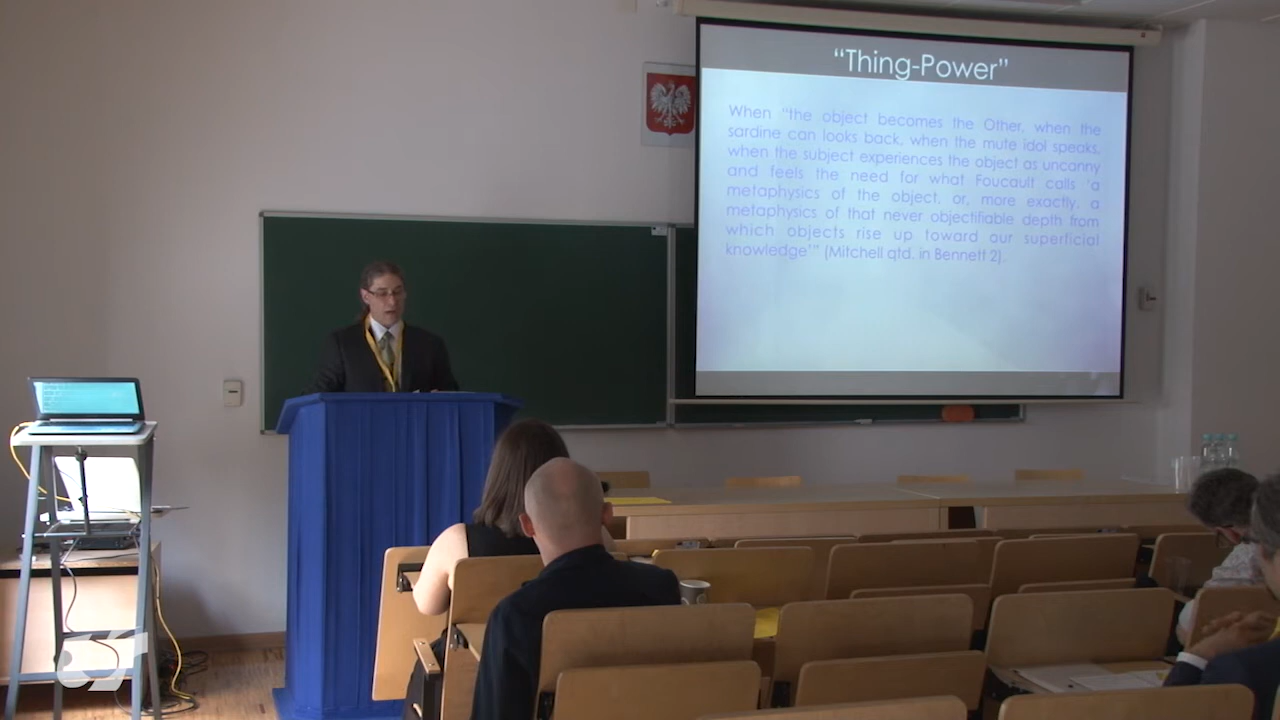 “Thing-Power”
When “the object becomes the Other, when the
sardine can looks back, when the mute idol speaks,
when the subject experiences the object as uncanny
and feels the need for what Foucault calls ‘a
metaphysics of the object, or, more exactly, a
metaphysics of that never objectifiable depth from
which objects rise up toward our superficial
knowledge’” (Mitchell qtd. in Bennett 2).